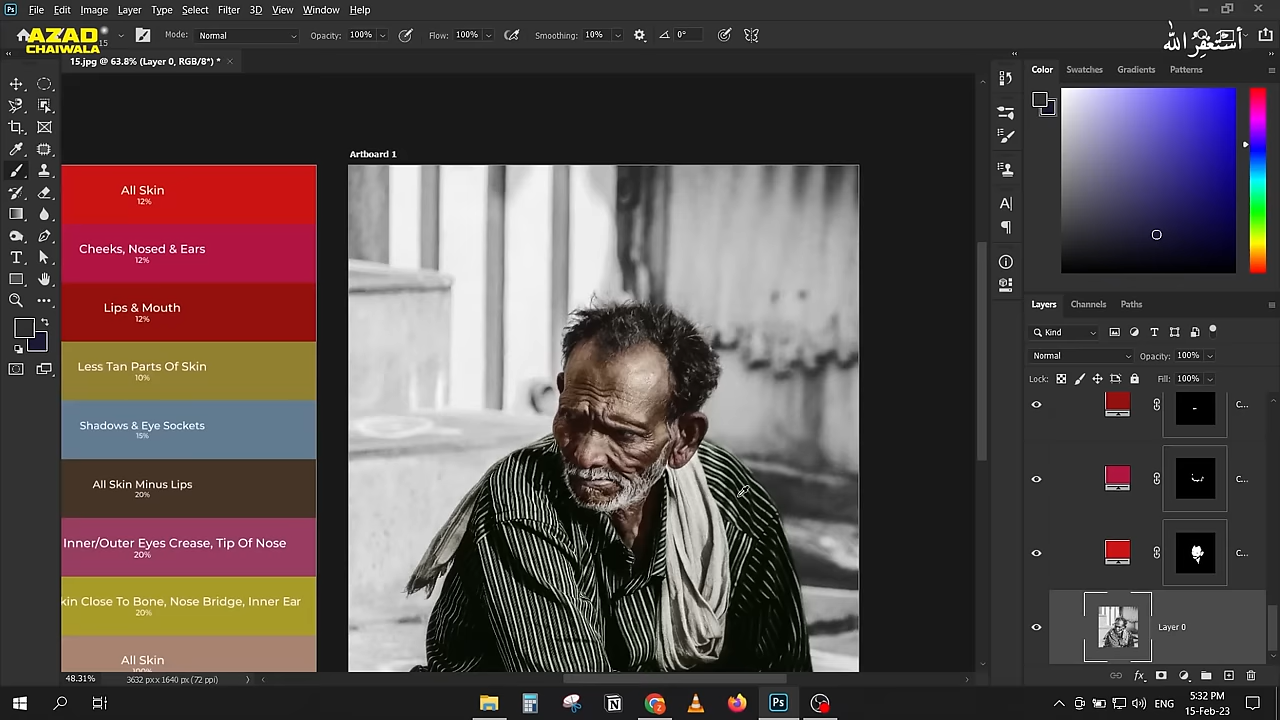 Ps File Edit Image Layer Type Select Filter 3D View Window Help
AZAD
CHAIWALA
15 Mode: Normal Opacity: 100% Flow: 100% Smoothing: 10% 0°
أستغفر الله
15.jpg @ 63.8% (Layer 0, RGB/8*) *
Color Swatches Gradients Patterns
Artboard 1
All Skin
12%
Cheeks, Nosed & Ears
12%
Lips & Mouth
12%
Less Tan Parts Of Skin
10%
Shadows & Eye Sockets
15%
All Skin Minus Lips
20%
Inner/Outer Eyes Crease, Tip Of Nose
20%
kin Close To Bone, Nose Bridge, Inner Ear
20%
All Skin
100%
Layers Channels Paths
Kind
Normal Opacity: 100%
Lock: Fill: 100%
C...
C...
C...
Layer 0
48.31% 3632 px x 1640 px (72 ppi)
ENG
5:32 PM
15-Feb-23